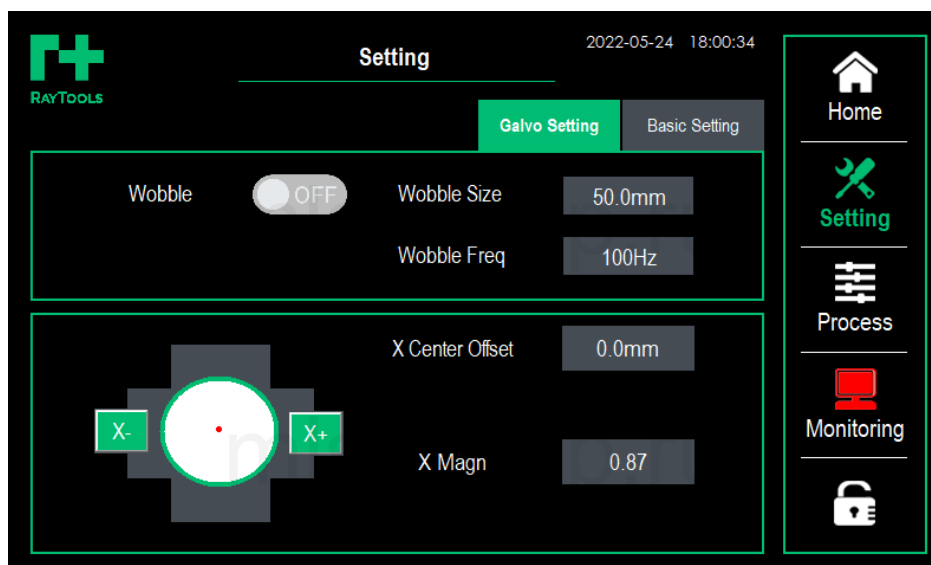 RAYTOOLS
Setting
2022-05-24 18:00:34
Galvo Setting
Basic Setting
Wobble
OFF
Wobble Size
50.0mm
Wobble Freq
100Hz
X Center Offset
0.0mm
X-
X+
X Magn
0.87
Home
Setting
Process
Monitoring